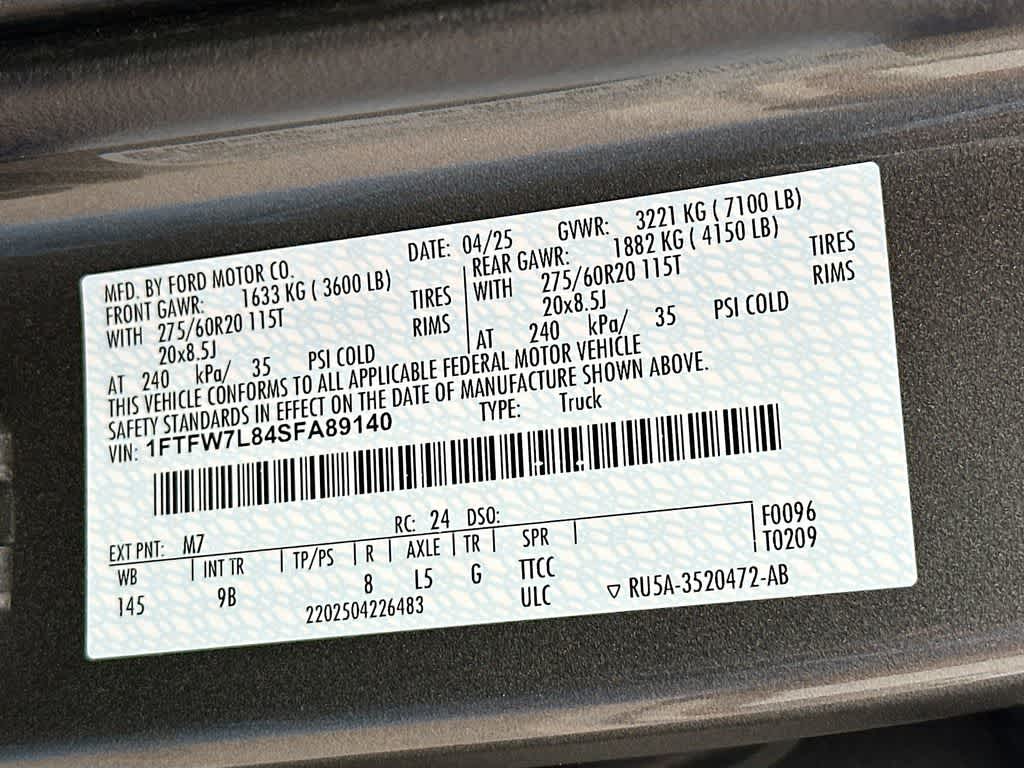 MFD. BY FORD MOTOR CO. DATE: 04/25 GVWR: 3221 KG ( 7100 LB)
FRONT GAWR: 1633 KG ( 3600 LB) REAR GAWR: 1882 KG ( 4150 LB)
WITH 275/60R20 115T TIRES WITH 275/60R20 115T TIRES
20x8.5J RIMS 20x8.5J RIMS
AT 240 kPa/ 35 PSI COLD AT 240 kPa/ 35 PSI COLD
THIS VEHICLE CONFORMS TO ALL APPLICABLE FEDERAL MOTOR VEHICLE
SAFETY STANDARDS IN EFFECT ON THE DATE OF MANUFACTURE SHOWN ABOVE.
VIN: 1FTFW7L84SFA89140 TYPE: Truck
EXT PNT: M7 RC: 24 DSO: F0096
WB INT TR TP/PS R AXLE TR SPR T0209
145 9B 8 L5 G TTCC
2202504226483 ULC ▽ RU5A-3520472-AB